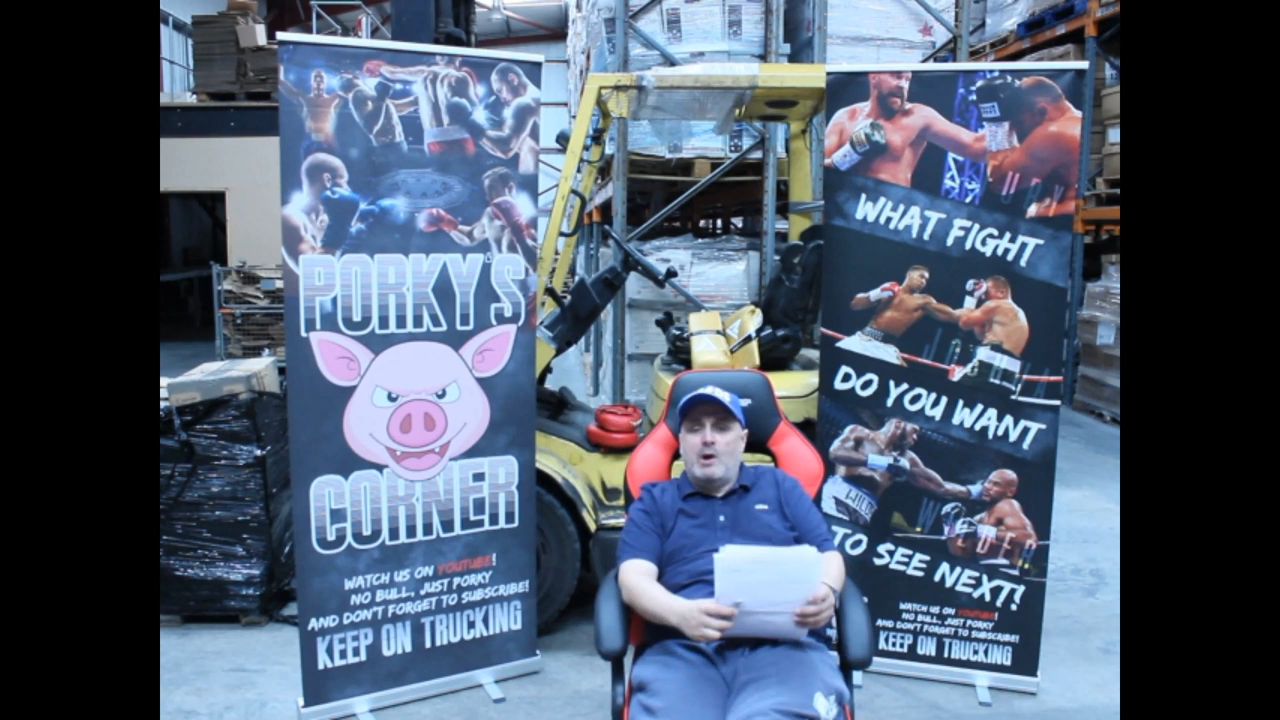 PORKY'S
CORNER
WATCH US ON YOUTUBE!
NO BULL, JUST PORKY
AND DON'T FORGET TO SUBSCRIBE!
KEEP ON TRUCKING
WHAT FIGHT
DO YOU WANT
TO SEE NEXT!
WATCH US ON YOUTUBE!
NO BULL, JUST PORKY
AND DON'T FORGET TO SUBSCRIBE!
KEEP ON TRUCKING